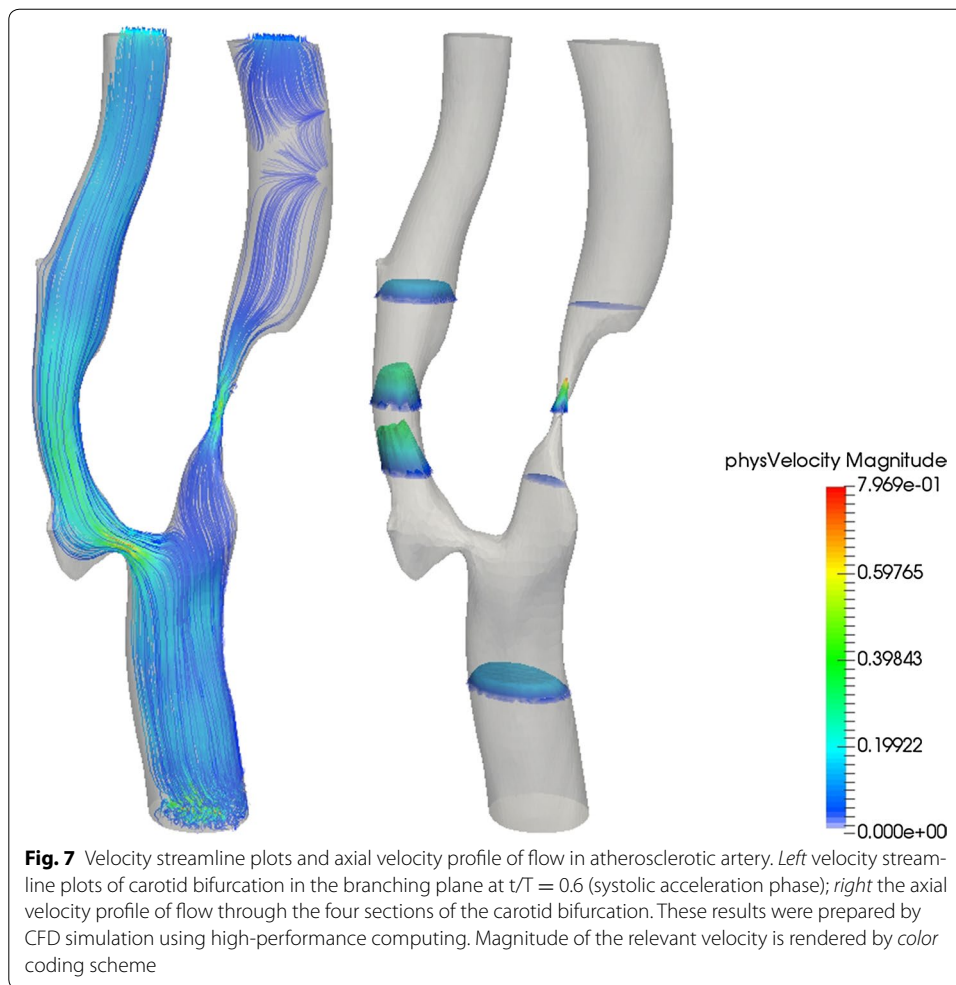 physVelocity Magnitude
7.969e-01
0.59765
0.39843
0.19922
0.000e+00
Fig. 7 Velocity streamline plots and axial velocity profile of flow in atherosclerotic artery. Left velocity stream-
line plots of carotid bifurcation in the branching plane at t/T = 0.6 (systolic acceleration phase); right the axial
velocity profile of flow through the four sections of the carotid bifurcation. These results were prepared by
CFD simulation using high-performance computing. Magnitude of the relevant velocity is rendered by color
coding scheme